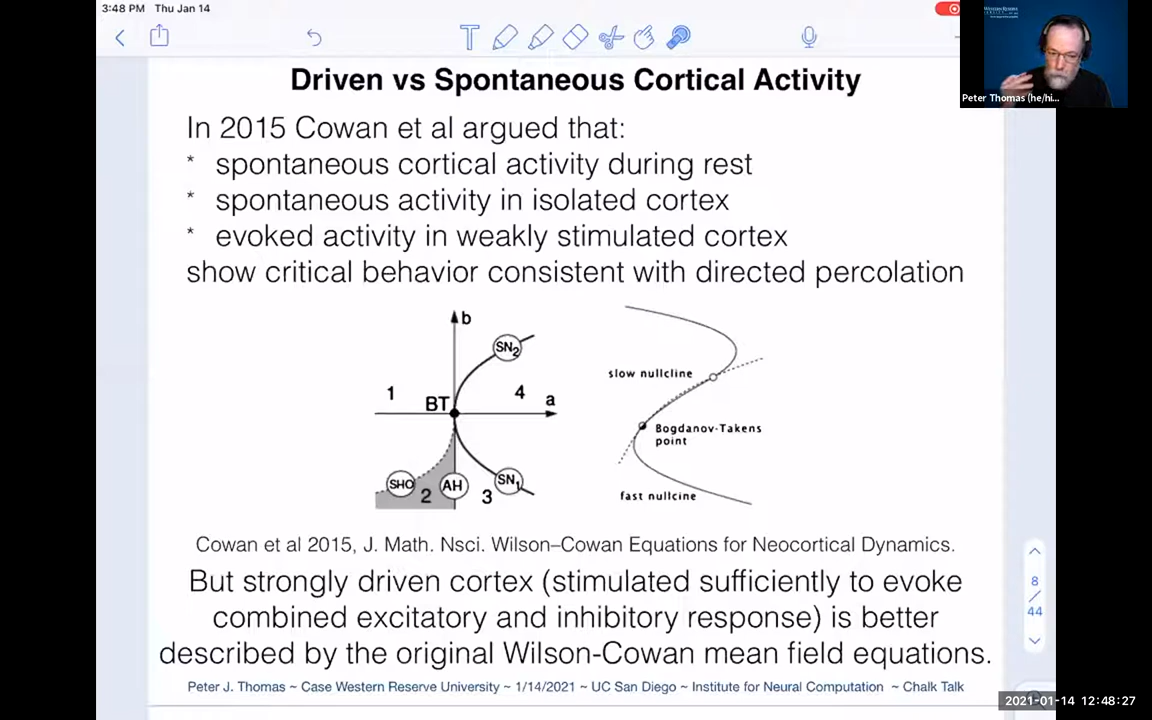 3:48 PM Thu Jan 14
WESTERN RESERVE
Peter Thomas (he/hi...
Driven vs Spontaneous Cortical Activity
In 2015 Cowan et al argued that:
* spontaneous cortical activity during rest
* spontaneous activity in isolated cortex
* evoked activity in weakly stimulated cortex
show critical behavior consistent with directed percolation
b
SN2
1
4
a
BT
SHO
2
AH
3
SN1
slow nullcline
Bogdanov-Takens
point
fast nullcine
Cowan et al 2015, J. Math. Nsci. Wilson–Cowan Equations for Neocortical Dynamics.
8
/
44
But strongly driven cortex (stimulated sufficiently to evoke
combined excitatory and inhibitory response) is better
described by the original Wilson-Cowan mean field equations.
Peter J. Thomas ~ Case Western Reserve University ~ 1/14/2021 ~ UC San Diego ~ Institute for Neural Computation ~ Chalk Talk
2021-01-14 12:48:27